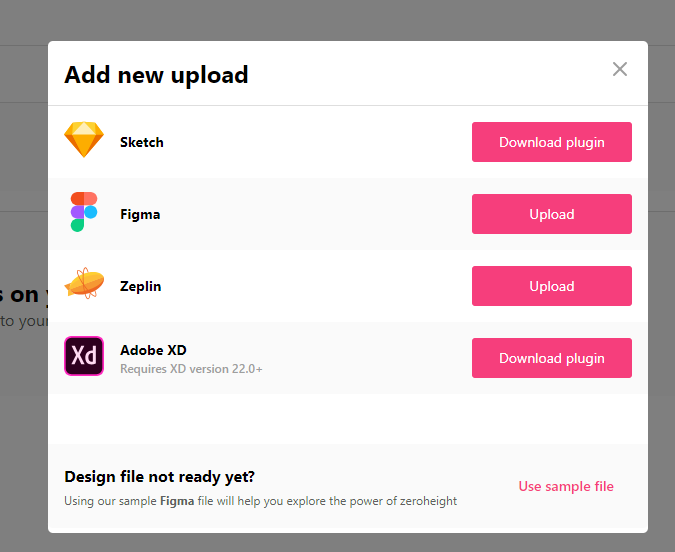 Add new upload
Sketch
Download plugin
Figma
Upload
Zeplin
Upload
s on
to your
Xd
Adobe XD
Requires XD version 22.0+
Download plugin
Design file not ready yet?
Using our sample Figma file will help you explore the power of zeroheight
Use sample file